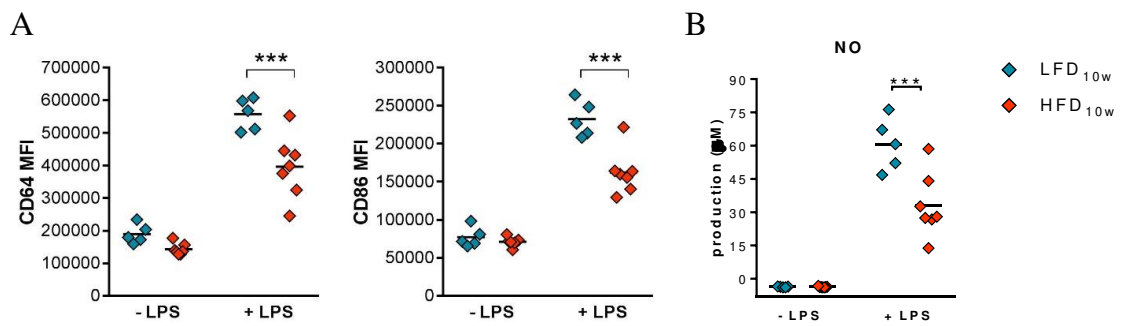 A
CD64 MFI
700000
600000
500000
400000
300000
200000
100000
0
***
- LPS
+ LPS
CD86 MFI
300000
250000
200000
150000
100000
50000
0
***
- LPS
+ LPS
B
NO
production (
M)
90
75
60
45
30
15
0
***
- LPS
+ LPS
LFD10w
HFD10w